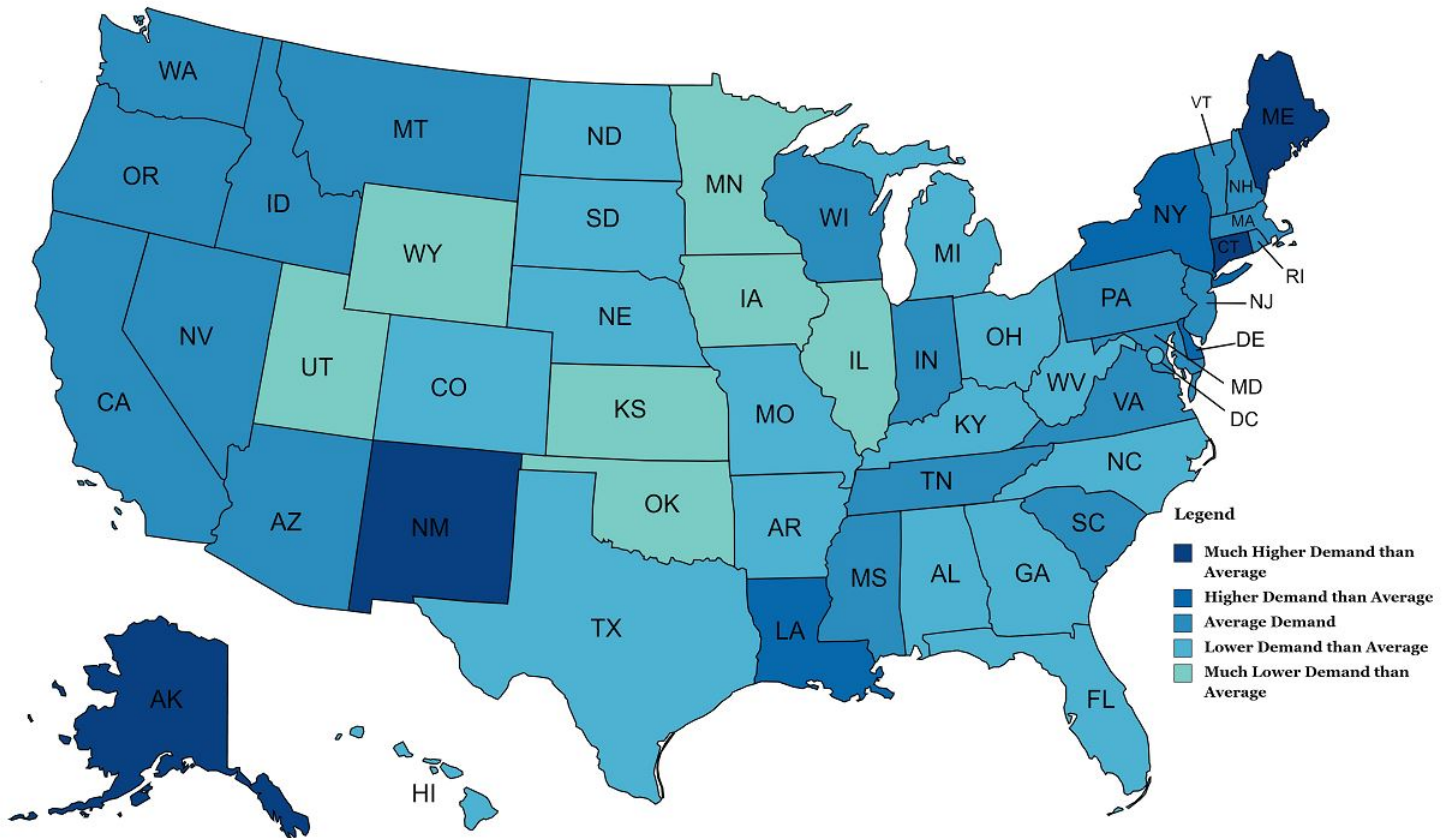 WA
MT
ND
MN
VT
ME
OR
ID
SD
WI
MI
NY
NH
MA
CT
RI
WY
IA
PA
NJ
NV
NE
IL
IN
OH
DE
UT
CO
WV
MD
CA
KS
MO
KY
VA
DC
AZ
NM
OK
AR
TN
NC
SC
MS
AL
GA
TX
LA
FL
AK
HI
Legend
Much Higher Demand than
Average
Higher Demand than Average
Average Demand
Lower Demand than Average
Much Lower Demand than
Average